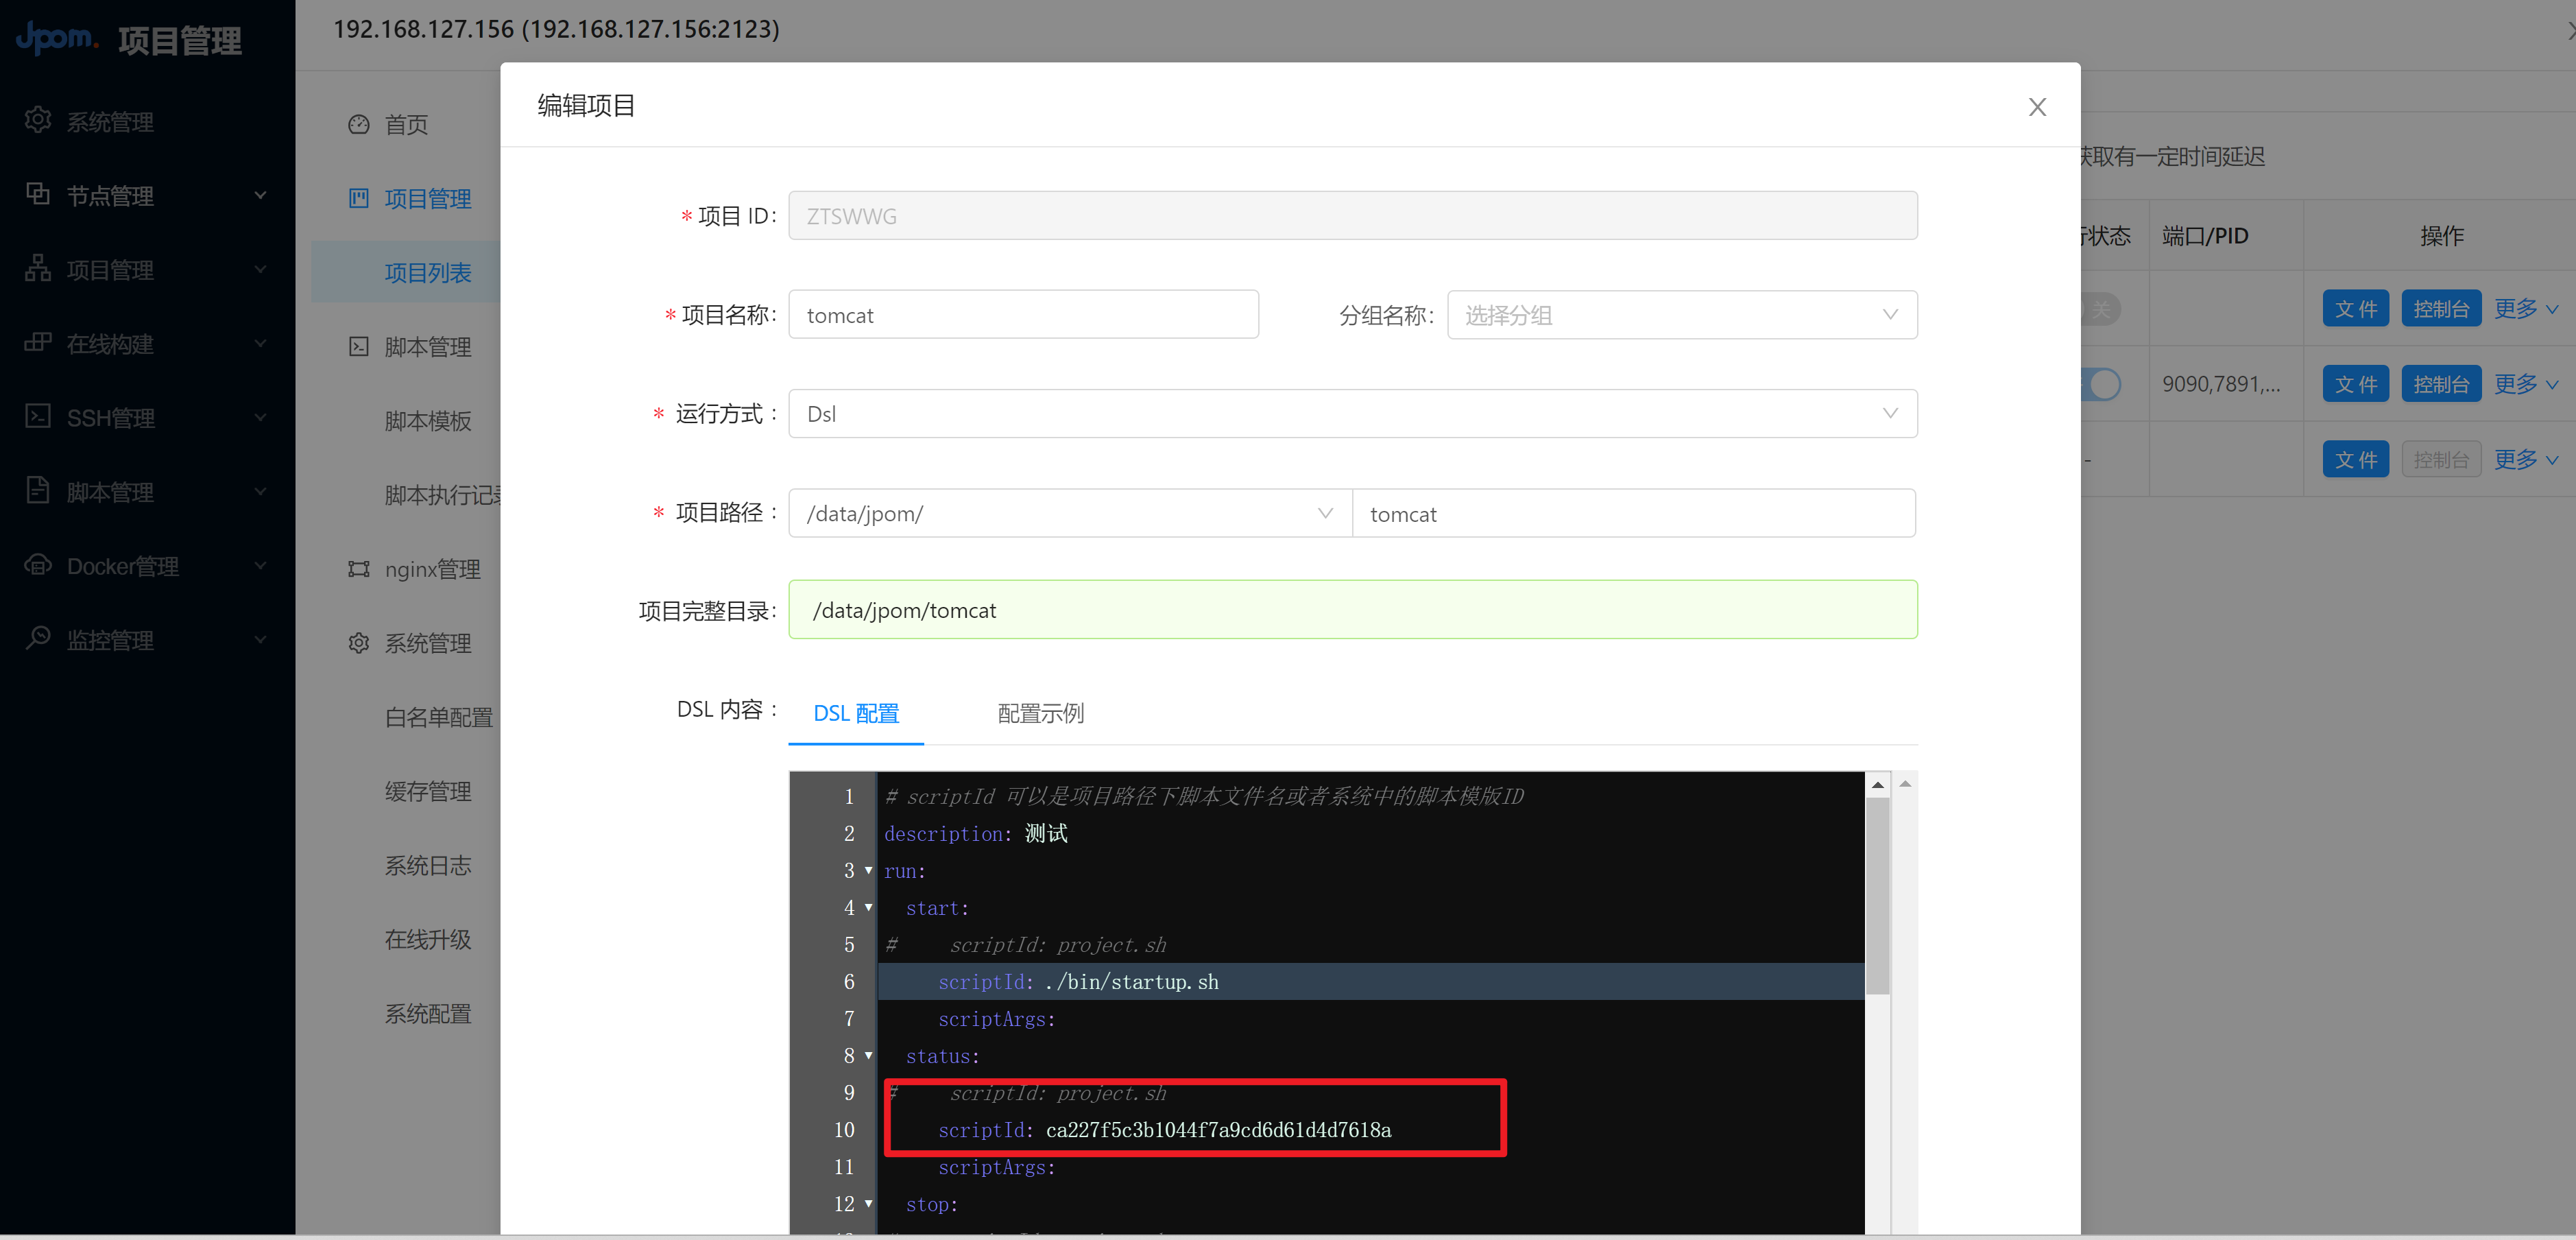 Jpom. 项目管理
系统管理
节点管理
项目管理
在线构建
SSH管理
脚本管理
Docker管理
监控管理
192.168.127.156 (192.168.127.156:2123)
首页
项目管理
项目列表
脚本管理
脚本模板
脚本执行记录
nginx管理
系统管理
白名单配置
缓存管理
系统日志
在线升级
系统配置
编辑项目
* 项目 ID: ZTSWWG
* 项目名称: tomcat
分组名称: 选择分组
* 运行方式 : Dsl
* 项目路径 : /data/jpom/ tomcat
项目完整目录: /data/jpom/tomcat
DSL 内容 : DSL 配置 配置示例
1 # scriptId 可以是项目路径下脚本文件名或者系统中的脚本模版ID
2 description: 测试
3 run:
4 start:
5 # scriptId: project.sh
6 scriptId: ./bin/startup.sh
7 scriptArgs:
8 status:
9 # scriptId: project.sh
10 scriptId: ca227f5c3b1044f7a9cd6d61d4d7618a
11 scriptArgs:
12 stop:
获取有一定时间延迟
行状态 端口/PID 操作
关 文件 控制台 更多
9090,7891,... 文件 控制台 更多
- 文件 控制台 更多